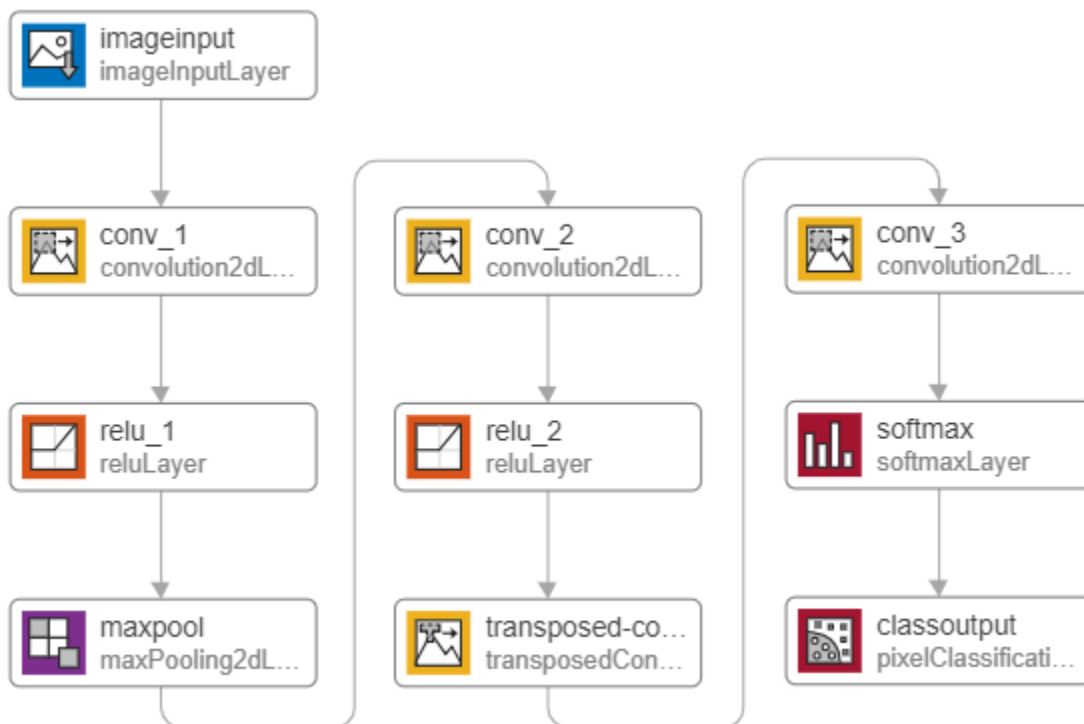 imageinput
imageInputLayer
conv_1
convolution2dL...
relu_1
reluLayer
maxpool
maxPooling2dL...
conv_2
convolution2dL...
relu_2
reluLayer
transposed-co...
transposedCon...
conv_3
convolution2dL...
softmax
softmaxLayer
classoutput
pixelClassificati...